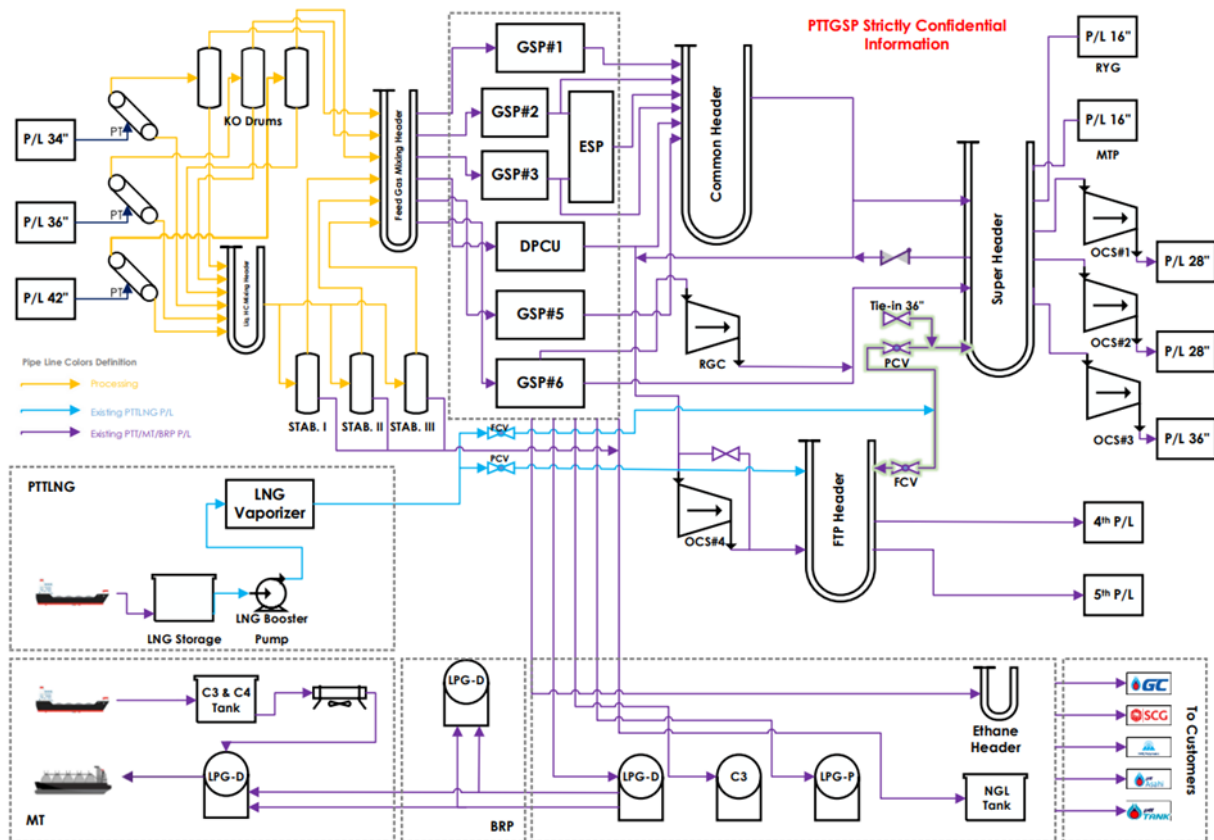 PTTGSP Strictly Confidential
Information
P/L 34"
P/L 36"
P/L 42"
PT
PT
PT
KO Drums
Liq. HC Mixing Header
Feed Gas Mixing Header
GSP#1
GSP#2
GSP#3
ESP
DPCU
GSP#5
GSP#6
Common Header
RGC
Super Header
Tie-in 36"
PCV
P/L 16"
RYG
P/L 16"
MTP
OCS#1
P/L 28"
OCS#2
P/L 28"
OCS#3
P/L 36"
Pipe Line Colors Definition
Processing
Existing PTTLNG P/L
Existing PTT/MT/BRP P/L
STAB. I
STAB. II
STAB. III
FCV
PCV
FCV
OCS#4
FTP Header
4th P/L
5th P/L
PTTLNG
LNG
Vaporizer
LNG Storage
LNG Booster
Pump
C3 & C4
Tank
LPG-D
MT
LPG-D
BRP
LPG-D
C3
LPG-P
Ethane
Header
NGL
Tank
To Customers
GC
SCG
Asahi
TANK